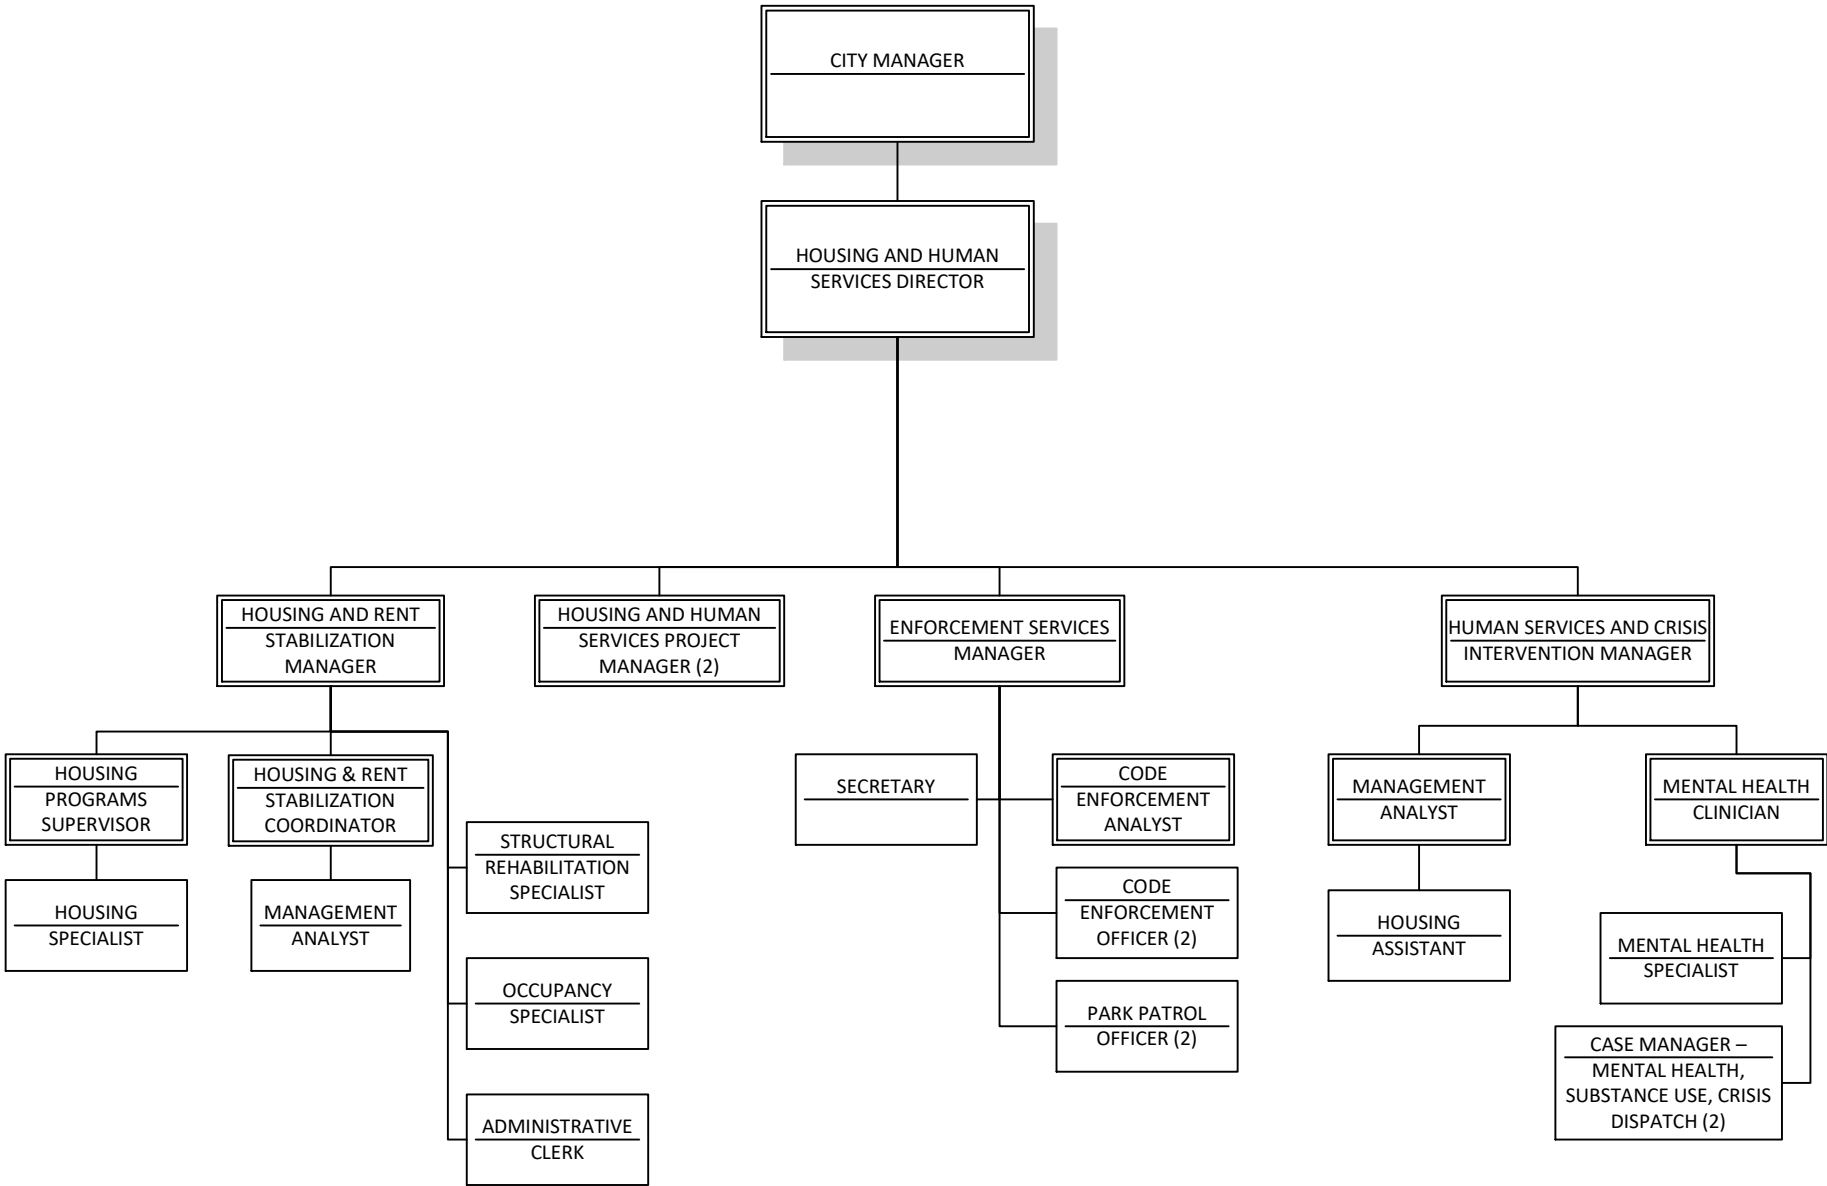 CITY MANAGER
HOUSING AND HUMAN
SERVICES DIRECTOR
HOUSING AND RENT
STABILIZATION
MANAGER
HOUSING AND HUMAN
SERVICES PROJECT
MANAGER (2)
ENFORCEMENT SERVICES
MANAGER
HUMAN SERVICES AND CRISIS
INTERVENTION MANAGER
HOUSING
PROGRAMS
SUPERVISOR
HOUSING & RENT
STABILIZATION
COORDINATOR
STRUCTURAL
REHABILITATION
SPECIALIST
SECRETARY
CODE
ENFORCEMENT
ANALYST
MANAGEMENT
ANALYST
MENTAL HEALTH
CLINICIAN
HOUSING
SPECIALIST
MANAGEMENT
ANALYST
OCCUPANCY
SPECIALIST
CODE
ENFORCEMENT
OFFICER (2)
HOUSING
ASSISTANT
MENTAL HEALTH
SPECIALIST
PARK PATROL
OFFICER (2)
CASE MANAGER –
MENTAL HEALTH,
SUBSTANCE USE, CRISIS
DISPATCH (2)
ADMINISTRATIVE
CLERK